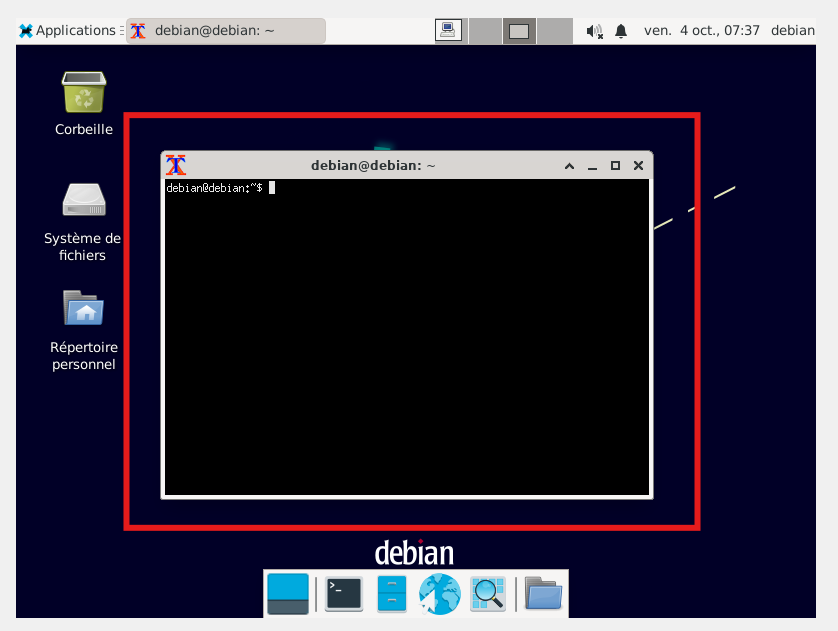 Applications debian@debian: ~ ven. 4 oct., 07:37 debian
Corbeille
Système de
fichiers
Répertoire
personnel
debian@debian: ~
debian@debian:~$
debian
>_